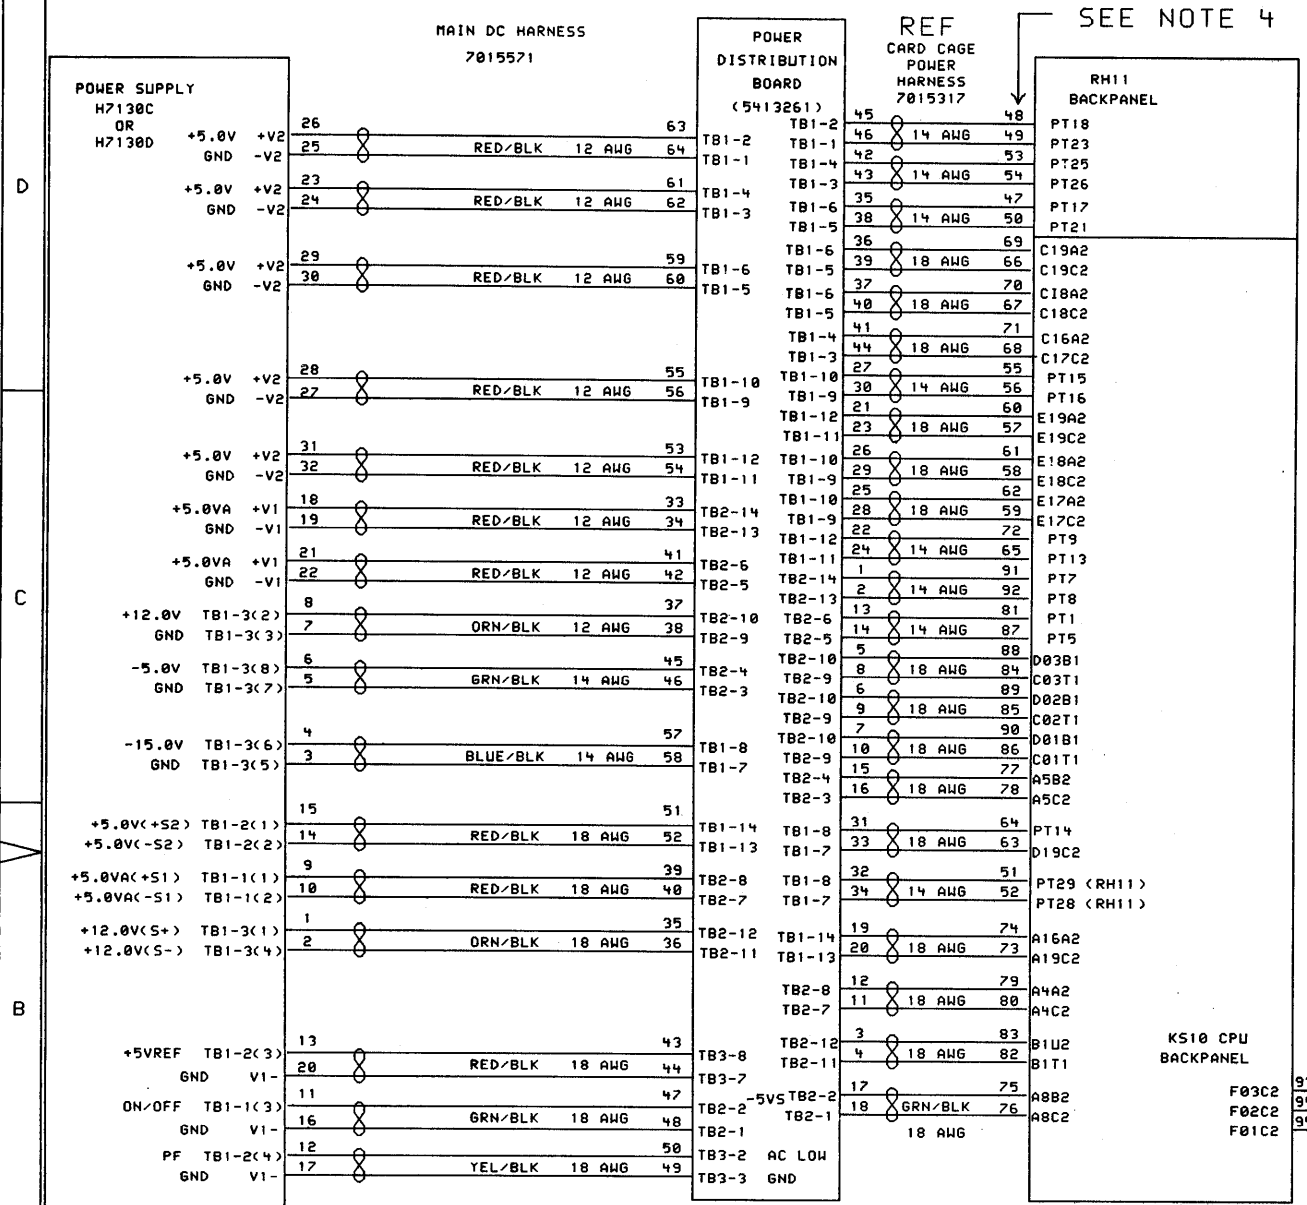 SEE NOTE 4
MAIN DC HARNESS
7015571
POWER
DISTRIBUTION
BOARD
(5413261)
REF
CARD CAGE
POWER
HARNESS
7015317
RH11
BACKPANEL
POWER SUPPLY
H7130C
OR
H7130D
+5.0V +V2 26 63 TB1-2
GND -V2 25 RED/BLK 12 AWG 64 TB1-1
+5.0V +V2 23 61 TB1-4
GND -V2 24 RED/BLK 12 AWG 62 TB1-3
+5.0V +V2 29 59 TB1-6
GND -V2 30 RED/BLK 12 AWG 60 TB1-5
+5.0V +V2 28 55 TB1-10
GND -V2 27 RED/BLK 12 AWG 56 TB1-9
+5.0V +V2 31 53 TB1-12
GND -V2 32 RED/BLK 12 AWG 54 TB1-11
+5.0VA +V1 18 33 TB2-14
GND -V1 19 RED/BLK 12 AWG 34 TB2-13
+5.0VA +V1 21 41 TB2-6
GND -V1 22 RED/BLK 12 AWG 42 TB2-5
+12.0V TB1-3(2) 8 37 TB2-10
GND TB1-3(3) 7 ORN/BLK 12 AWG 38 TB2-9
-5.0V TB1-3(8) 6 45 TB2-4
GND TB1-3(7) 5 GRN/BLK 14 AWG 46 TB2-3
-15.0V TB1-3(6) 4 57 TB1-8
GND TB1-3(5) 3 BLUE/BLK 14 AWG 58 TB1-7
+5.0V(+S2) TB1-2(1) 15 51 TB1-14
+5.0V(-S2) TB1-2(2) 14 RED/BLK 18 AWG 52 TB1-13
+5.0VA(+S1) TB1-1(1) 9 39 TB2-8
+5.0VA(-S1) TB1-1(2) 10 RED/BLK 18 AWG 40 TB2-7
+12.0V(S+) TB1-3(1) 1 35 TB2-12
+12.0V(S-) TB1-3(4) 2 ORN/BLK 18 AWG 36 TB2-11
+5VREF TB1-2(3) 13 43 TB3-8
GND V1- 20 RED/BLK 18 AWG 44 TB3-7
ON/OFF TB1-1(3) 11 47 TB2-2
GND V1- 16 GRN/BLK 18 AWG 48 TB2-1
PF TB1-2(4) 12 50 TB3-2 AC LOW
GND V1- 17 YEL/BLK 18 AWG 49 TB3-3 GND
TB1-2 45 48 PT18
TB1-1 46 14 AWG 49 PT23
TB1-4 42 53 PT25
TB1-3 43 14 AWG 54 PT26
TB1-6 35 47 PT17
TB1-5 38 14 AWG 50 PT21
TB1-6 36 69 C19A2
TB1-5 39 18 AWG 66 C19C2
TB1-6 37 70 CI8A2
TB1-5 40 18 AWG 67 C18C2
TB1-4 41 71 C16A2
TB1-3 44 18 AWG 68 C17C2
TB1-10 27 55 PT15
TB1-9 30 14 AWG 56 PT16
TB1-12 21 60 E19A2
TB1-11 23 18 AWG 57 E19C2
TB1-10 26 61 E18A2
TB1-9 29 18 AWG 58 E18C2
TB1-10 25 62 E17A2
TB1-9 28 18 AWG 59 E17C2
TB1-12 22 72 PT9
TB1-11 24 14 AWG 65 PT13
TB2-14 1 91 PT7
TB2-13 2 14 AWG 92 PT8
TB2-6 13 81 PT1
TB2-5 14 14 AWG 87 PT5
TB2-10 5 88 D03B1
TB2-9 8 18 AWG 84 C03T1
TB2-10 6 89 D02B1
TB2-9 9 18 AWG 85 C02T1
TB2-10 7 90 D01B1
TB2-9 10 18 AWG 86 C01T1
TB2-4 15 77 A5B2
TB2-3 16 18 AWG 78 A5C2
TB1-8 31 64 PT14
TB1-7 33 18 AWG 63 D19C2
TB1-8 32 51 PT29 (RH11)
TB1-7 34 14 AWG 52 PT28 (RH11)
TB1-14 19 74 A16A2
TB1-13 20 18 AWG 73 A19C2
TB2-8 12 79 A4A2
TB2-7 11 18 AWG 80 A4C2
TB2-12 3 83 B1U2
TB2-11 4 18 AWG 82 B1T1
-5VS TB2-2 17 75 A8B2
TB2-1 18 GRN/BLK 76 A8C2
18 AWG
KS10 CPU
BACKPANEL
F03C2
F02C2
F01C2
D
C
B